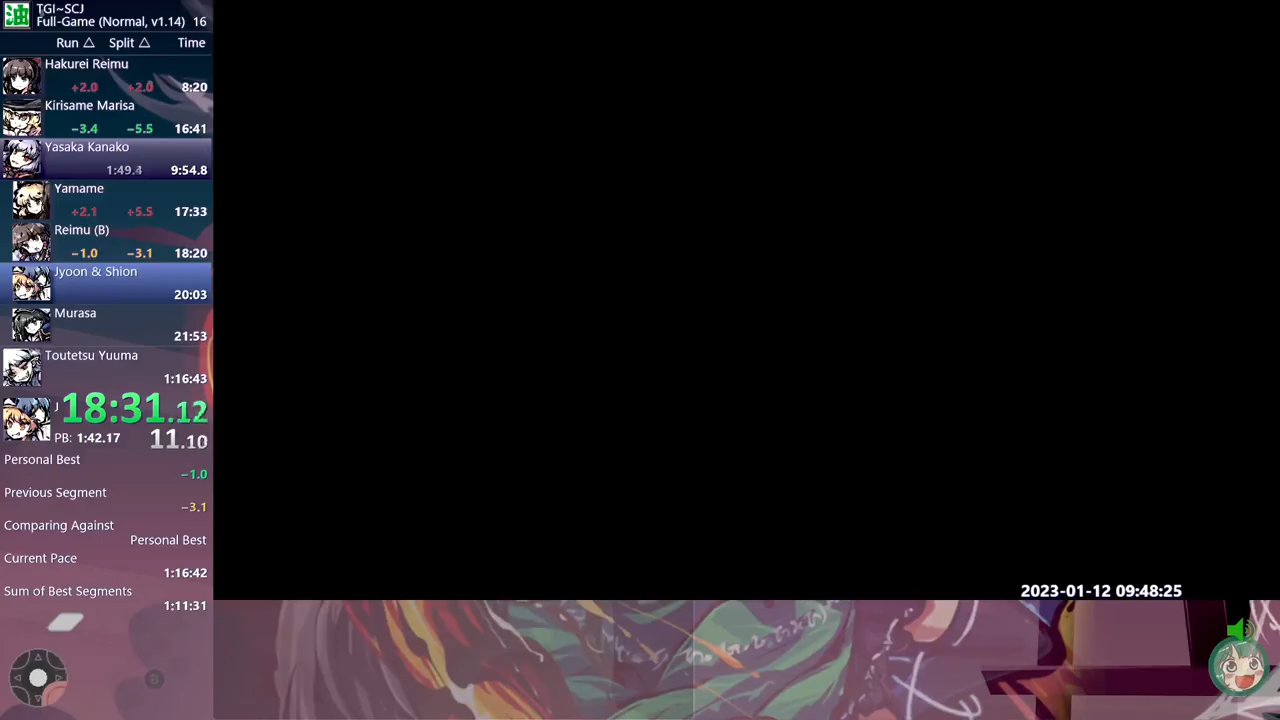 油 TGI~SCJ
Full-Game (Normal, v1.14) 16
Run △ Split △ Time
Hakurei Reimu
+2.0 +2.0 8:20
Kirisame Marisa
−3.4 −5.5 16:41
Yasaka Kanako
1:49.4 9:54.8
Yamame
+2.1 +5.5 17:33
Reimu (B)
−1.0 −3.1 18:20
Jyoon & Shion
20:03
Murasa
21:53
Toutetsu Yuuma
1:16:43
J 18:31.12
PB: 1:42.17 11.10
Personal Best
−1.0
Previous Segment
−3.1
Comparing Against
Personal Best
Current Pace
1:16:42
Sum of Best Segments
1:11:31
2023-01-12 09:48:25